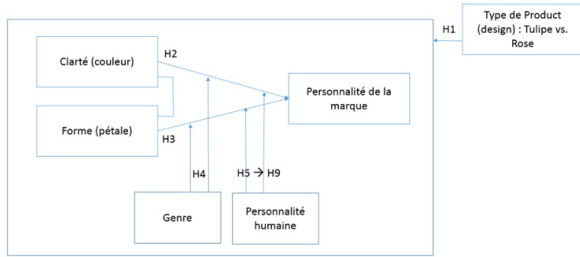 Type de Product
(design) : Tulipe vs.
Rose
H1
Clarté (couleur)
H2
Personnalité de la
marque
Forme (pétale)
H3
H4
H5 → H9
Genre
Personnalité
humaine